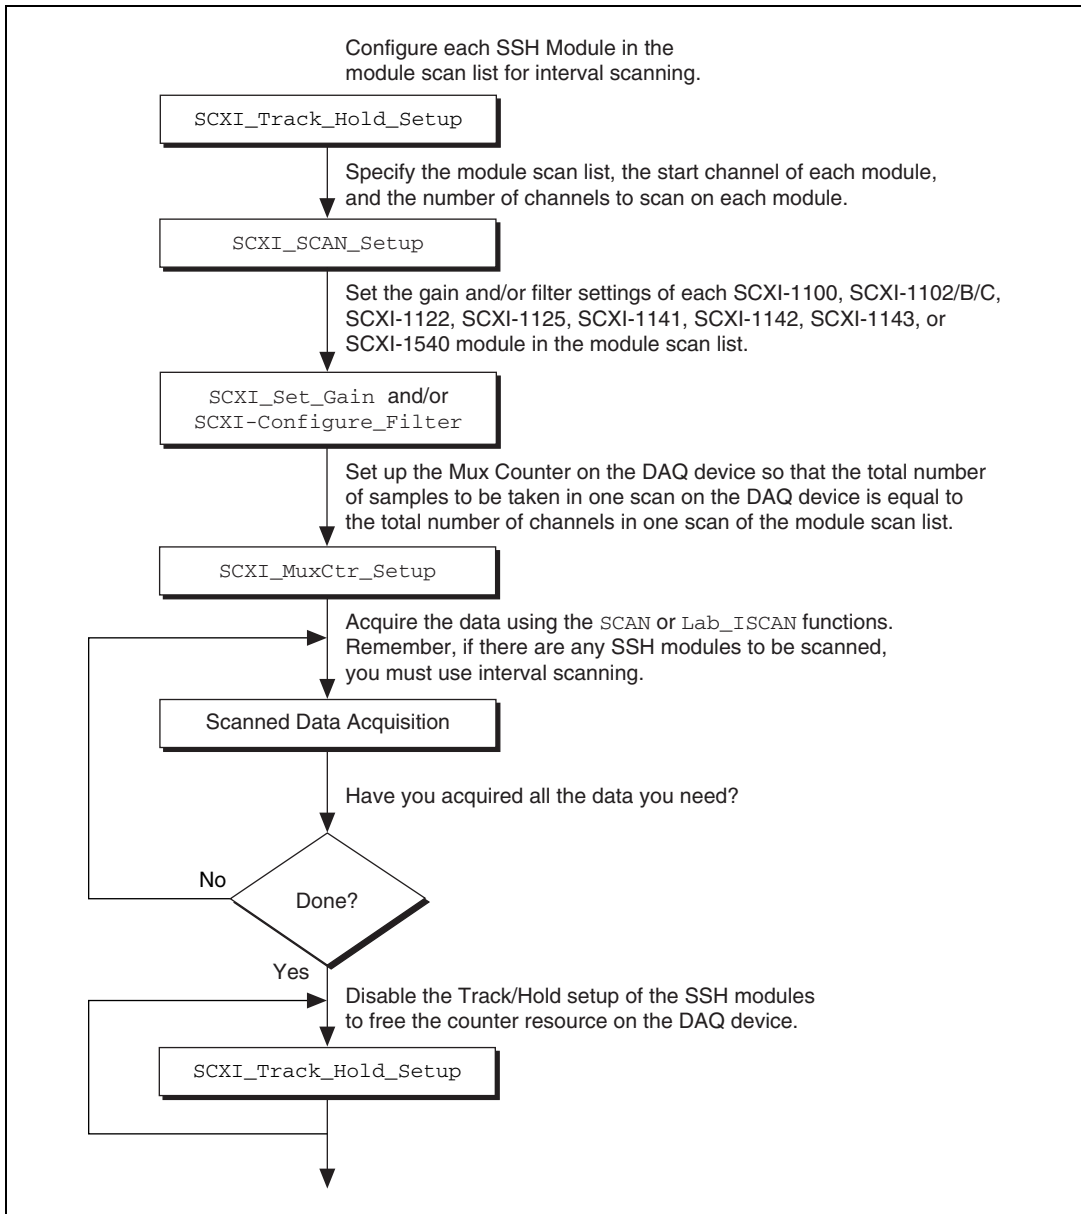 Configure each SSH Module in the
module scan list for interval scanning.
SCXI_Track_Hold_Setup
Specify the module scan list, the start channel of each module,
and the number of channels to scan on each module.
SCXI_SCAN_Setup
Set the gain and/or filter settings of each SCXI-1100, SCXI-1102/B/C,
SCXI-1122, SCXI-1125, SCXI-1141, SCXI-1142, SCXI-1143, or
SCXI-1540 module in the module scan list.
SCXI_Set_Gain and/or
SCXI-Configure_Filter
Set up the Mux Counter on the DAQ device so that the total number
of samples to be taken in one scan on the DAQ device is equal to
the total number of channels in one scan of the module scan list.
SCXI_MuxCtr_Setup
Acquire the data using the SCAN or Lab_ISCAN functions.
Remember, if there are any SSH modules to be scanned,
you must use interval scanning.
Scanned Data Acquisition
Have you acquired all the data you need?
No
Done?
Yes
Disable the Track/Hold setup of the SSH modules
to free the counter resource on the DAQ device.
SCXI_Track_Hold_Setup